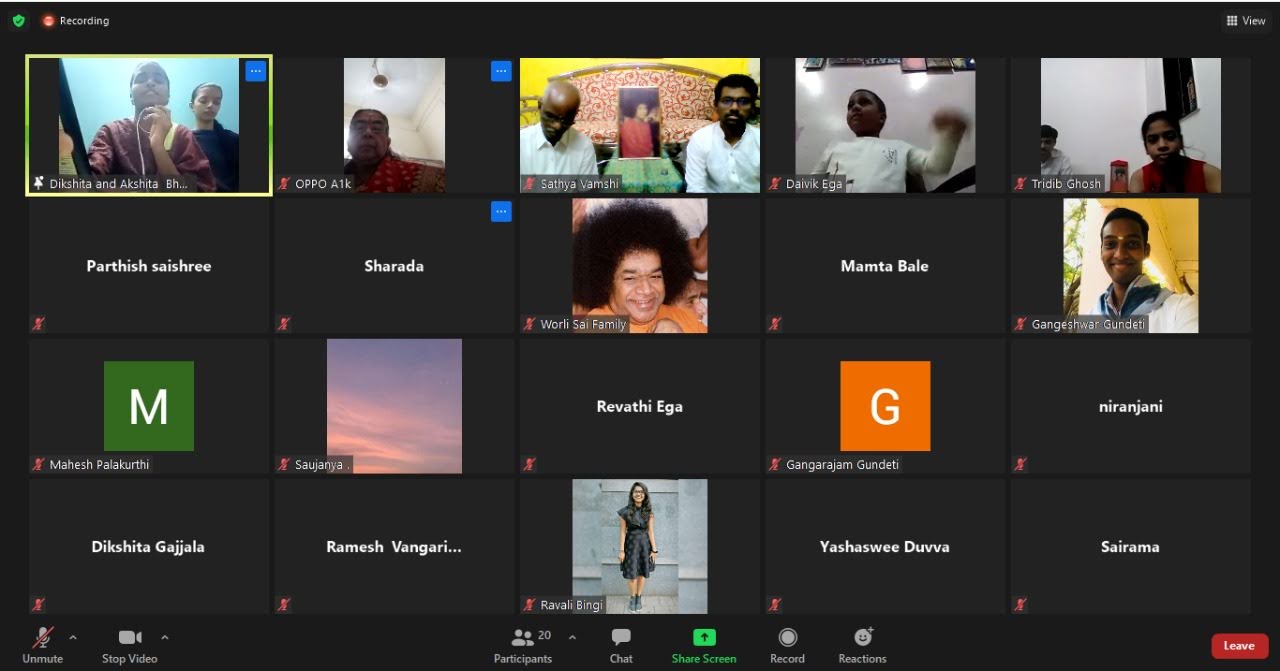 Recording
View
Dikshita and Akshita Bh...
OPPO A1k
Sathya Vamshi
Daivik Ega
Tridib Ghosh
Parthish saishree
Sharada
Worli Sai Family
Mamta Bale
Gangeshwar Gundeti
M
Mahesh Palakurthi
Saujanya .
Revathi Ega
G
Gangarajam Gundeti
niranjani
Dikshita Gajjala
Ramesh Vangari...
Ravali Bingi
Yashaswee Duvva
Sairama
Unmute
Stop Video
Participants
20
Chat
Share Screen
Record
Reactions
Leave